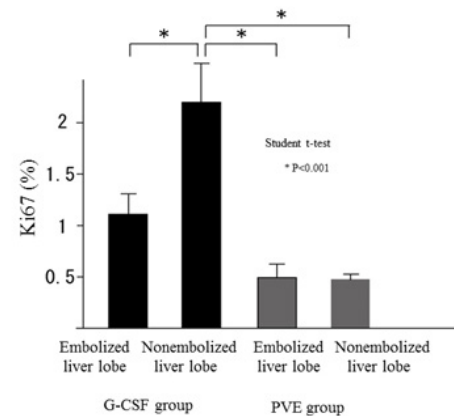 *
*
*
Ki67 (%)
2
1.5
1
0.5
Student t-test
* P<0.001
Embolized liver lobe
Nonembolized liver lobe
Embolized liver lobe
Nonembolized liver lobe
G-CSF group
PVE group